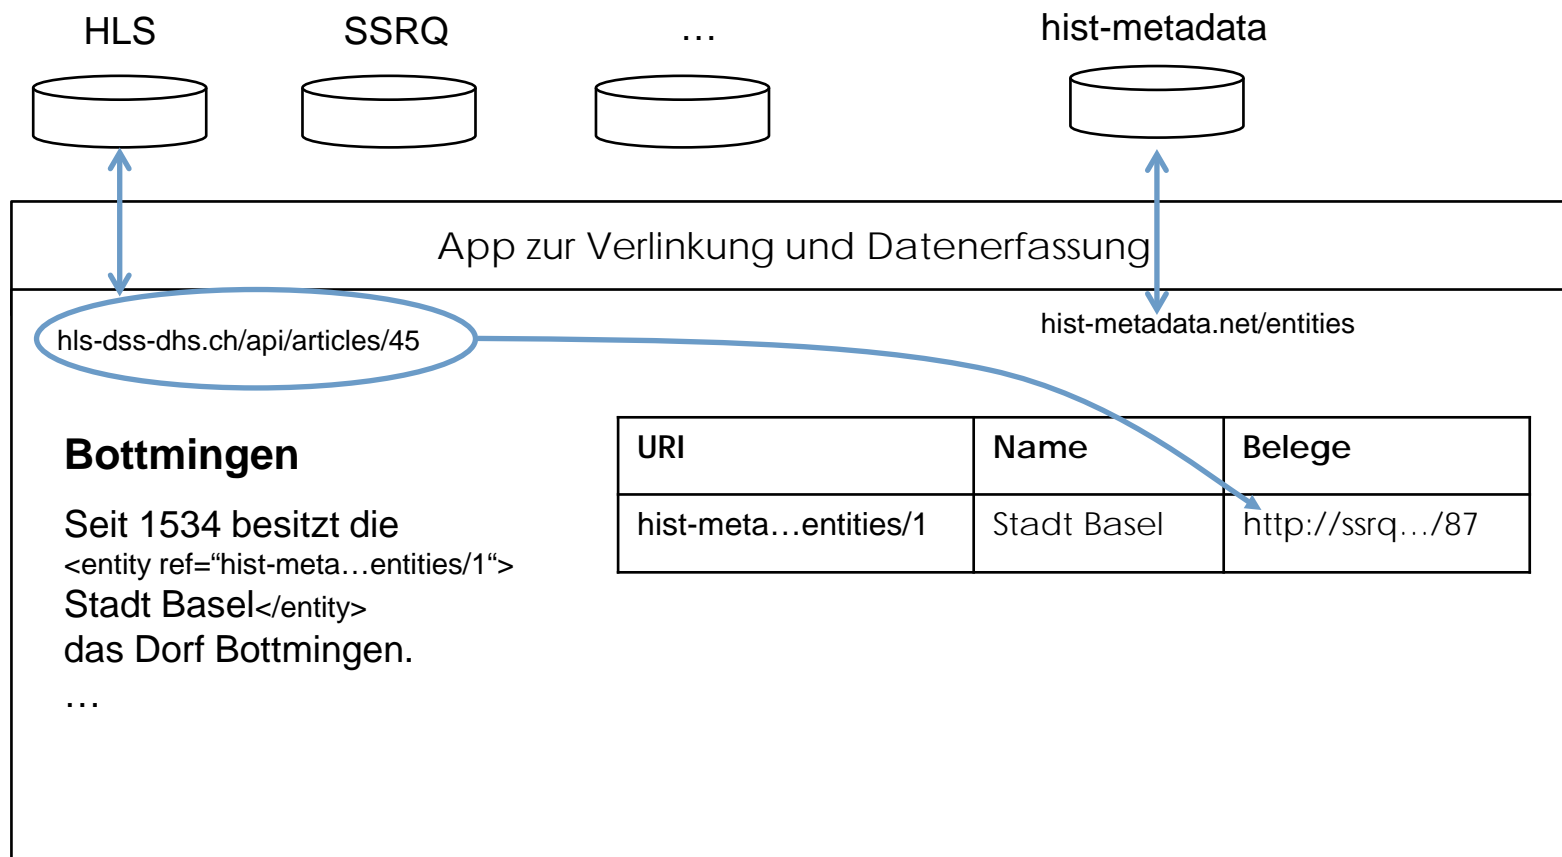 HLS
SSRQ
…
hist-metadata
App zur Verlinkung und Datenerfassung
hls-dss-dhs.ch/api/articles/45
hist-metadata.net/entities
Bottmingen
Seit 1534 besitzt die
<entity ref=“hist-meta…entities/1“>
Stadt Basel</entity>
das Dorf Bottmingen.
…
URI Name Belege
hist-meta…entities/1 Stadt Basel http://ssrq…/87